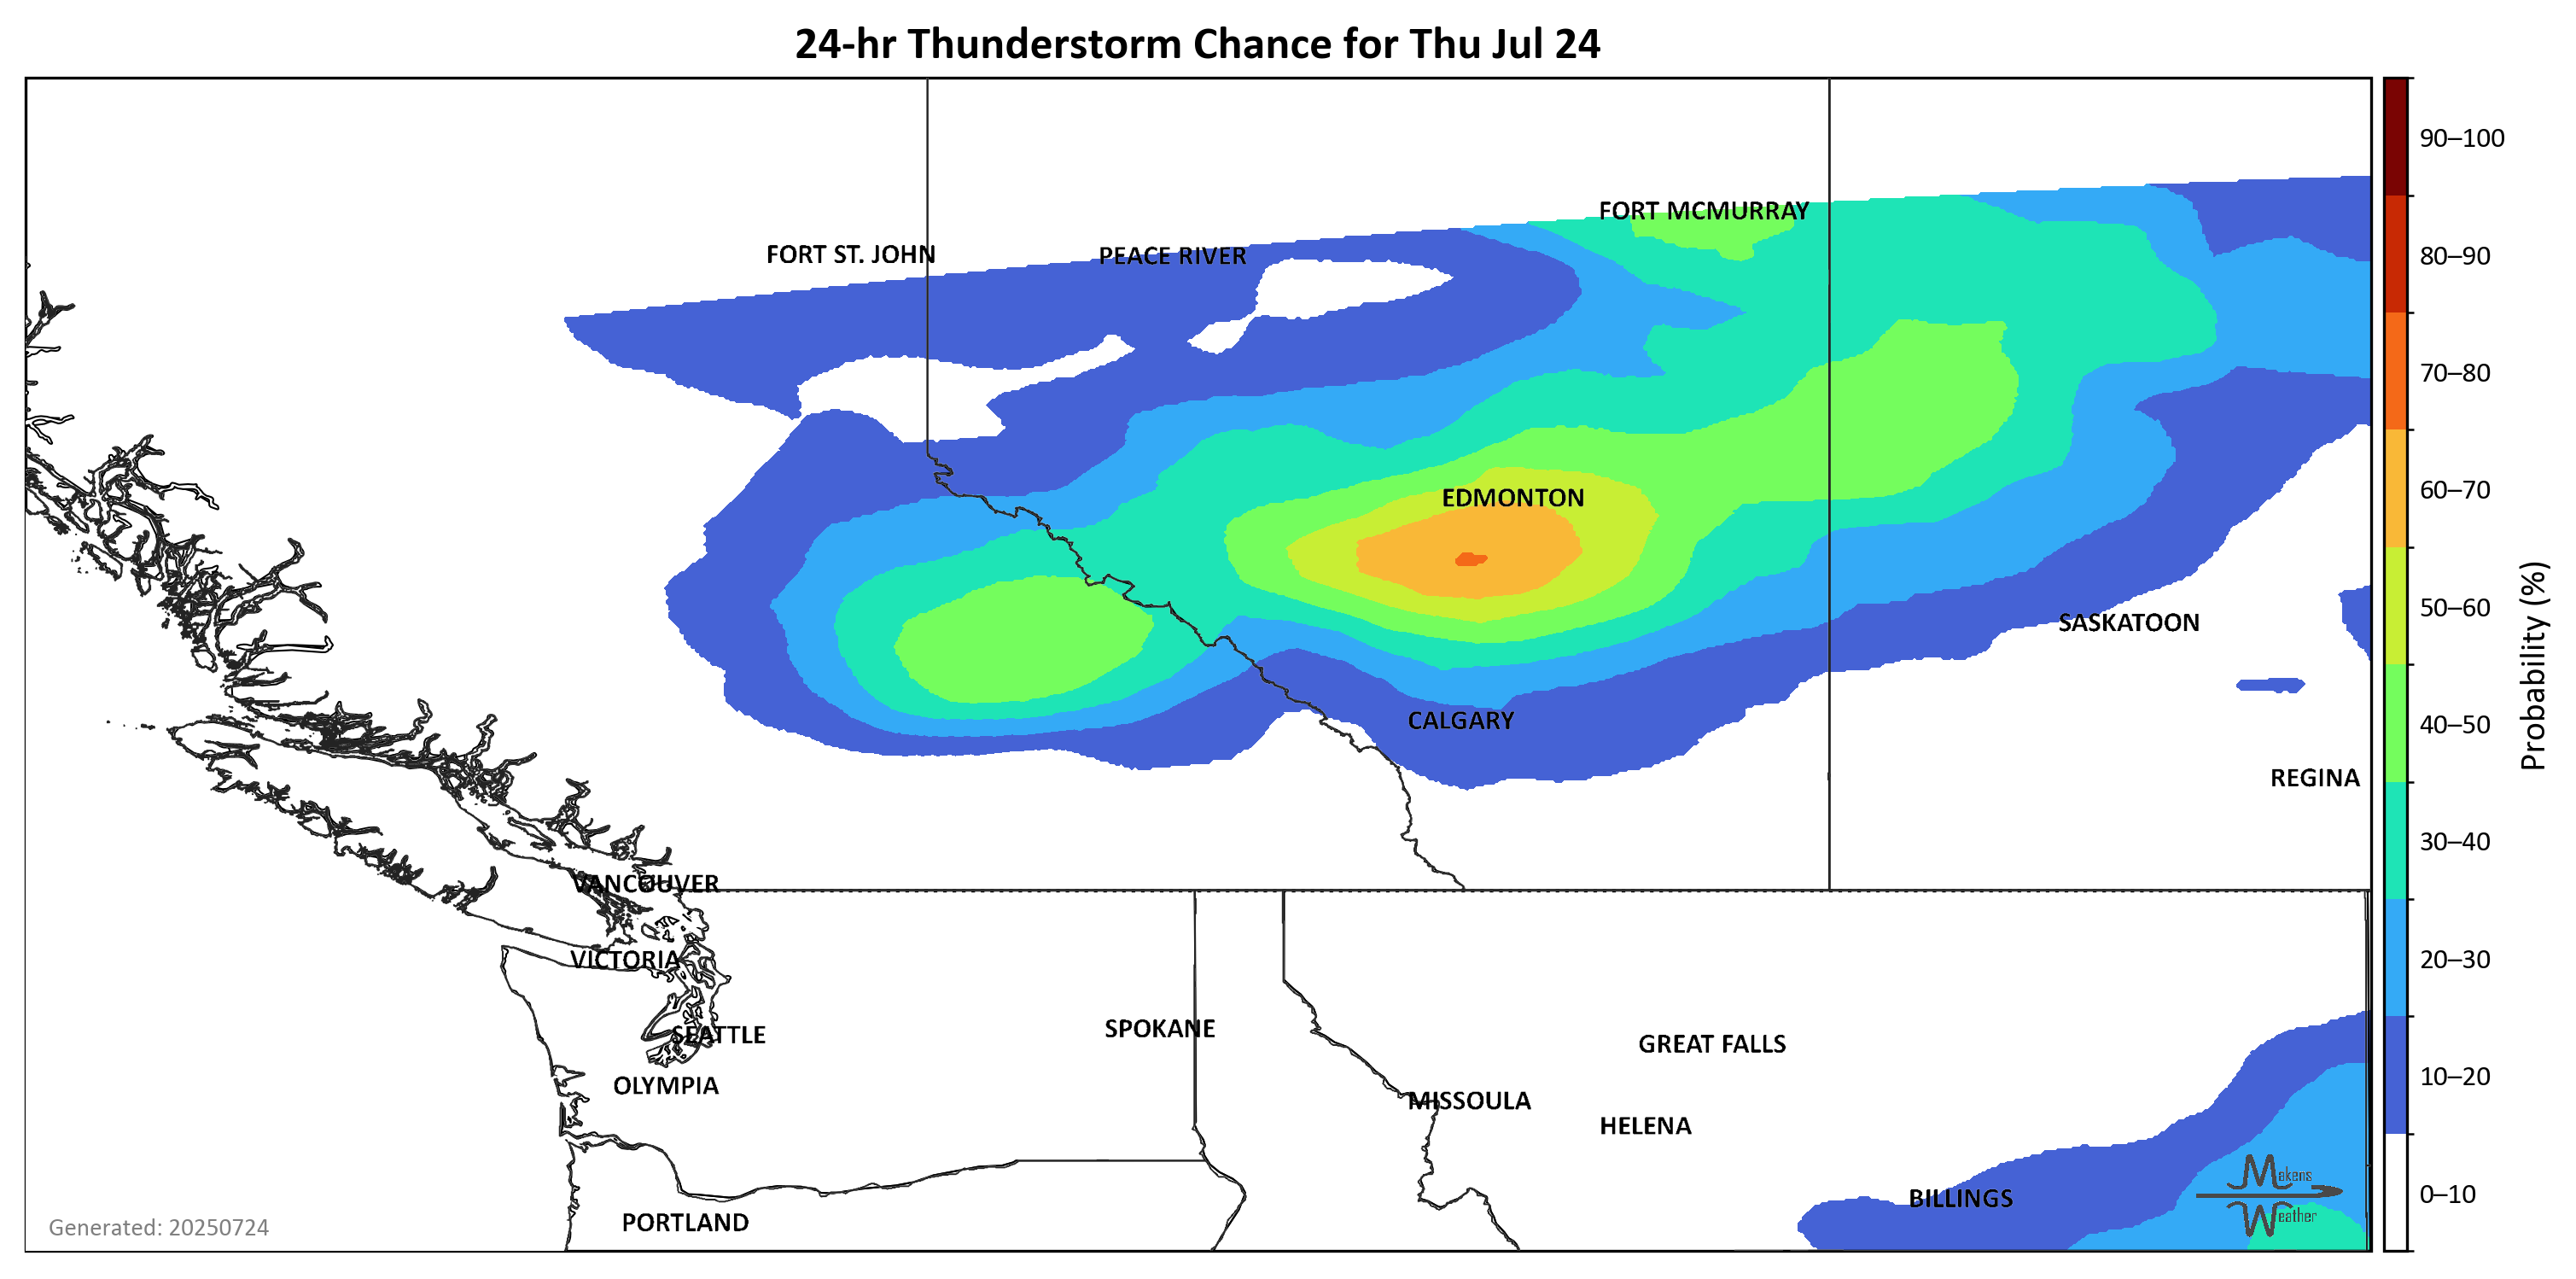 24-hr Thunderstorm Chance for Thu Jul 24
90–100
FORT MCMURRAY
FORT ST. JOHN
PEACE RIVER
80–90
70–80
60–70
EDMONTON
50–60
SASKATOON
Probability (%)
40–50
CALGARY
REGINA
30–40
VANCOUVER
VICTORIA
20–30
SEATTLE
SPOKANE
GREAT FALLS
OLYMPIA
10–20
MISSOULA
HELENA
Makens
Weather
BILLINGS
0–10
PORTLAND
Generated: 20250724